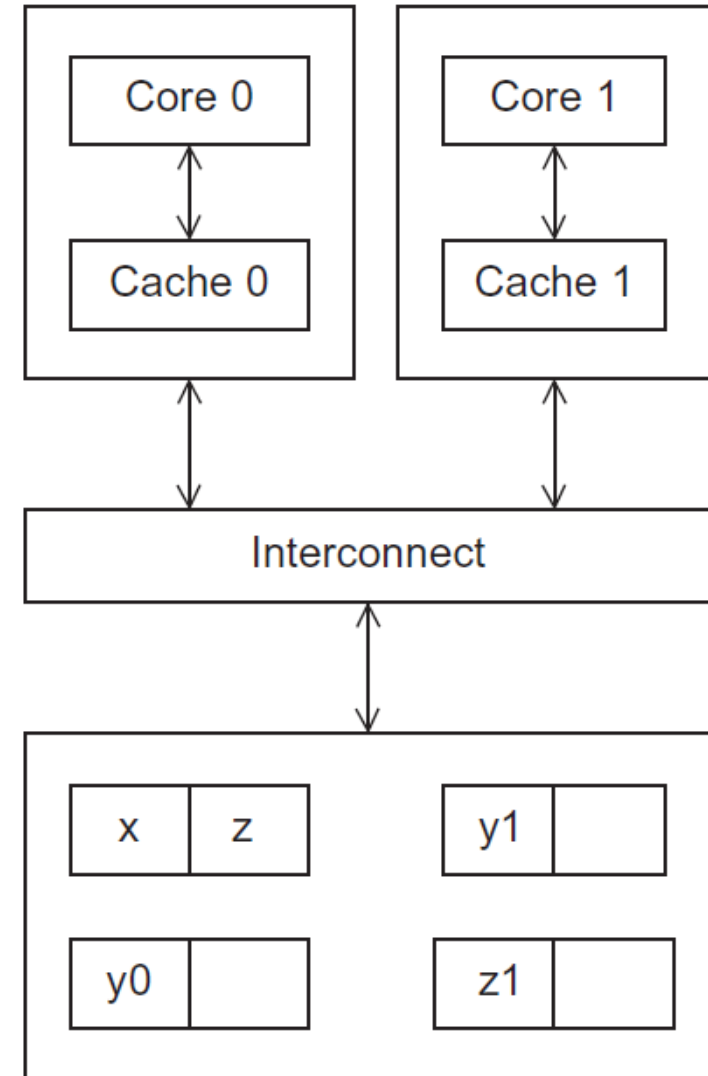 Core 0
Core 1
Cache 0
Cache 1
Interconnect
x z
y1
y0
z1